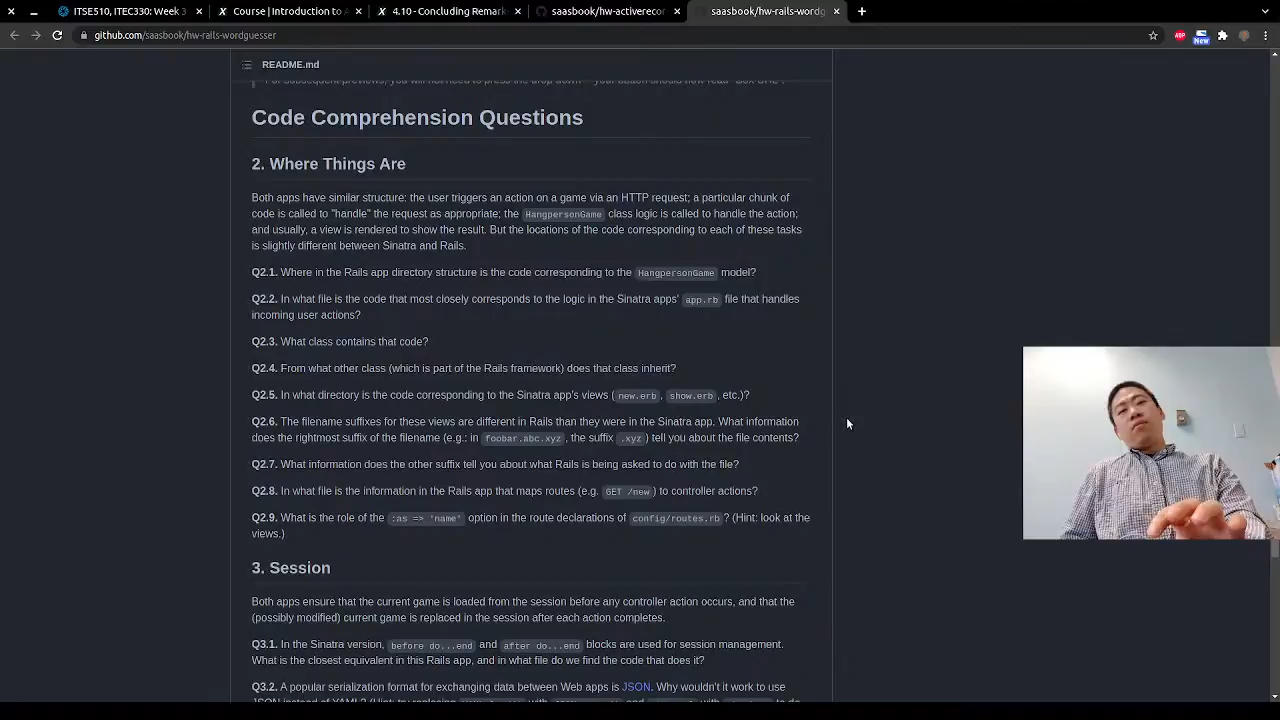 ITSE510, ITEC330: Week 3
Course | Introduction to A
4.10 - Concluding Remark
saasbook/hw-activerecor
saasbook/hw-rails-wordg
github.com/saasbook/hw-rails-wordguesser
ABP
New
README.md
Code Comprehension Questions
2. Where Things Are
Both apps have similar structure: the user triggers an action on a game via an HTTP request; a particular chunk of
code is called to "handle" the request as appropriate; the HangpersonGame class logic is called to handle the action;
and usually, a view is rendered to show the result. But the locations of the code corresponding to each of these tasks
is slightly different between Sinatra and Rails.
Q2.1. Where in the Rails app directory structure is the code corresponding to the HangpersonGame model?
Q2.2. In what file is the code that most closely corresponds to the logic in the Sinatra apps' app.rb file that handles
incoming user actions?
Q2.3. What class contains that code?
Q2.4. From what other class (which is part of the Rails framework) does that class inherit?
Q2.5. In what directory is the code corresponding to the Sinatra app's views (new.erb, show.erb, etc.)?
Q2.6. The filename suffixes for these views are different in Rails than they were in the Sinatra app. What information
does the rightmost suffix of the filename (e.g.: in foobar.abc.xyz, the suffix .xyz) tell you about the file contents?
Q2.7. What information does the other suffix tell you about what Rails is being asked to do with the file?
Q2.8. In what file is the information in the Rails app that maps routes (e.g. GET /new) to controller actions?
Q2.9. What is the role of the :as => 'name' option in the route declarations of config/routes.rb? (Hint: look at the
views.)
3. Session
Both apps ensure that the current game is loaded from the session before any controller action occurs, and that the
(possibly modified) current game is replaced in the session after each action completes.
Q3.1. In the Sinatra version, before do...end and after do...end blocks are used for session management.
What is the closest equivalent in this Rails app, and in what file do we find the code that does it?
Q3.2. A popular serialization format for exchanging data between Web apps is JSON. Why wouldn't it work to use